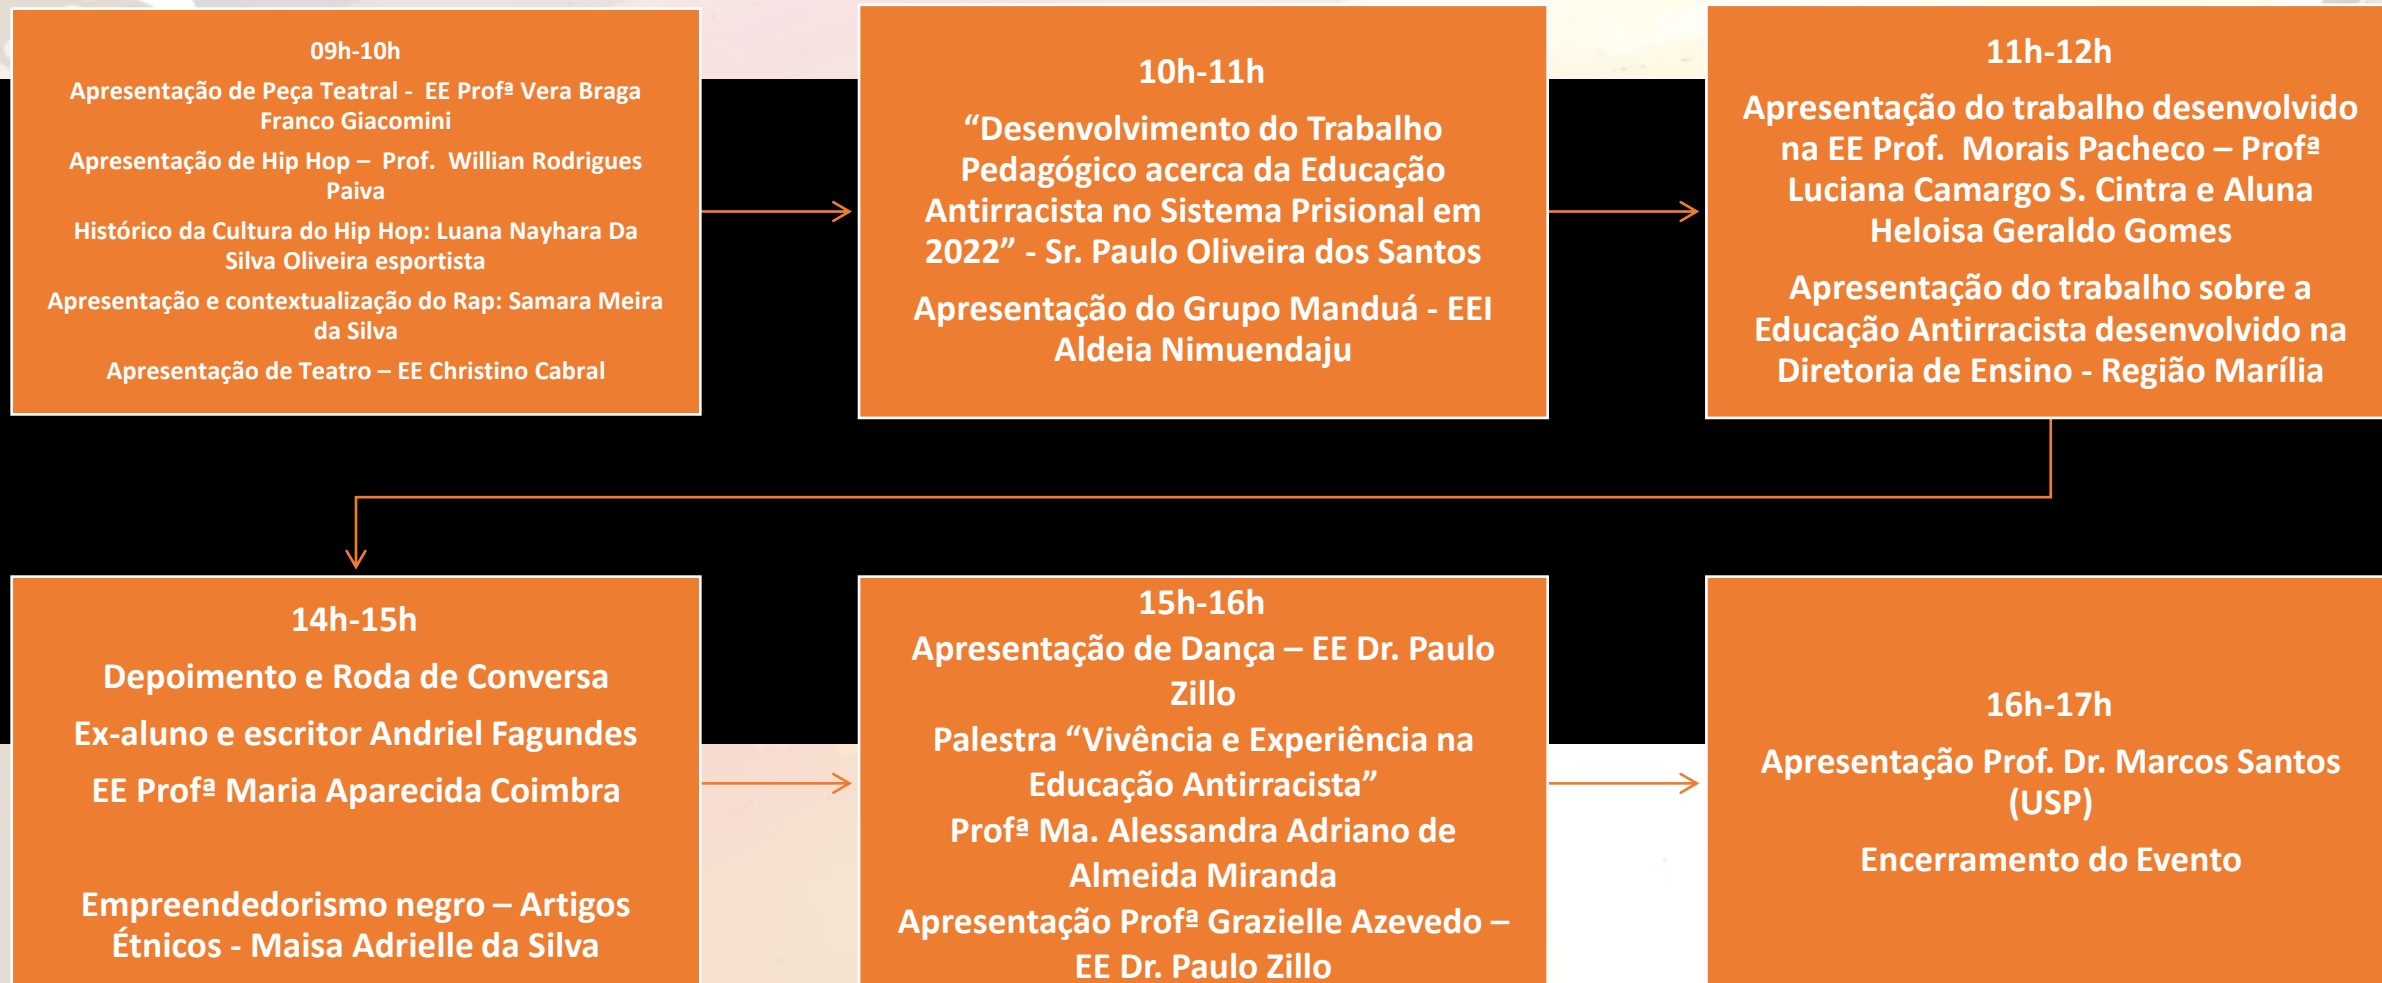 09h-10h
Apresentação de Peça Teatral - EE Profª Vera Braga
Franco Giacomini
Apresentação de Hip Hop – Prof. Willian Rodrigues
Paiva
Histórico da Cultura do Hip Hop: Luana Nayhara Da
Silva Oliveira esportista
Apresentação e contextualização do Rap: Samara Meira
da Silva
Apresentação de Teatro – EE Christino Cabral
10h-11h
“Desenvolvimento do Trabalho
Pedagógico acerca da Educação
Antirracista no Sistema Prisional em
2022” - Sr. Paulo Oliveira dos Santos
Apresentação do Grupo Manduá - EEI
Aldeia Nimuendaju
11h-12h
Apresentação do trabalho desenvolvido
na EE Prof. Morais Pacheco – Profª
Luciana Camargo S. Cintra e Aluna
Heloisa Geraldo Gomes
Apresentação do trabalho sobre a
Educação Antirracista desenvolvido na
Diretoria de Ensino - Região Marília
14h-15h
Depoimento e Roda de Conversa
Ex-aluno e escritor Andriel Fagundes
EE Profª Maria Aparecida Coimbra
Empreendedorismo negro – Artigos
Étnicos - Maisa Adrielle da Silva
15h-16h
Apresentação de Dança – EE Dr. Paulo
Zillo
Palestra “Vivência e Experiência na
Educação Antirracista”
Profª Ma. Alessandra Adriano de
Almeida Miranda
Apresentação Profª Grazielle Azevedo –
EE Dr. Paulo Zillo
16h-17h
Apresentação Prof. Dr. Marcos Santos
(USP)
Encerramento do Evento